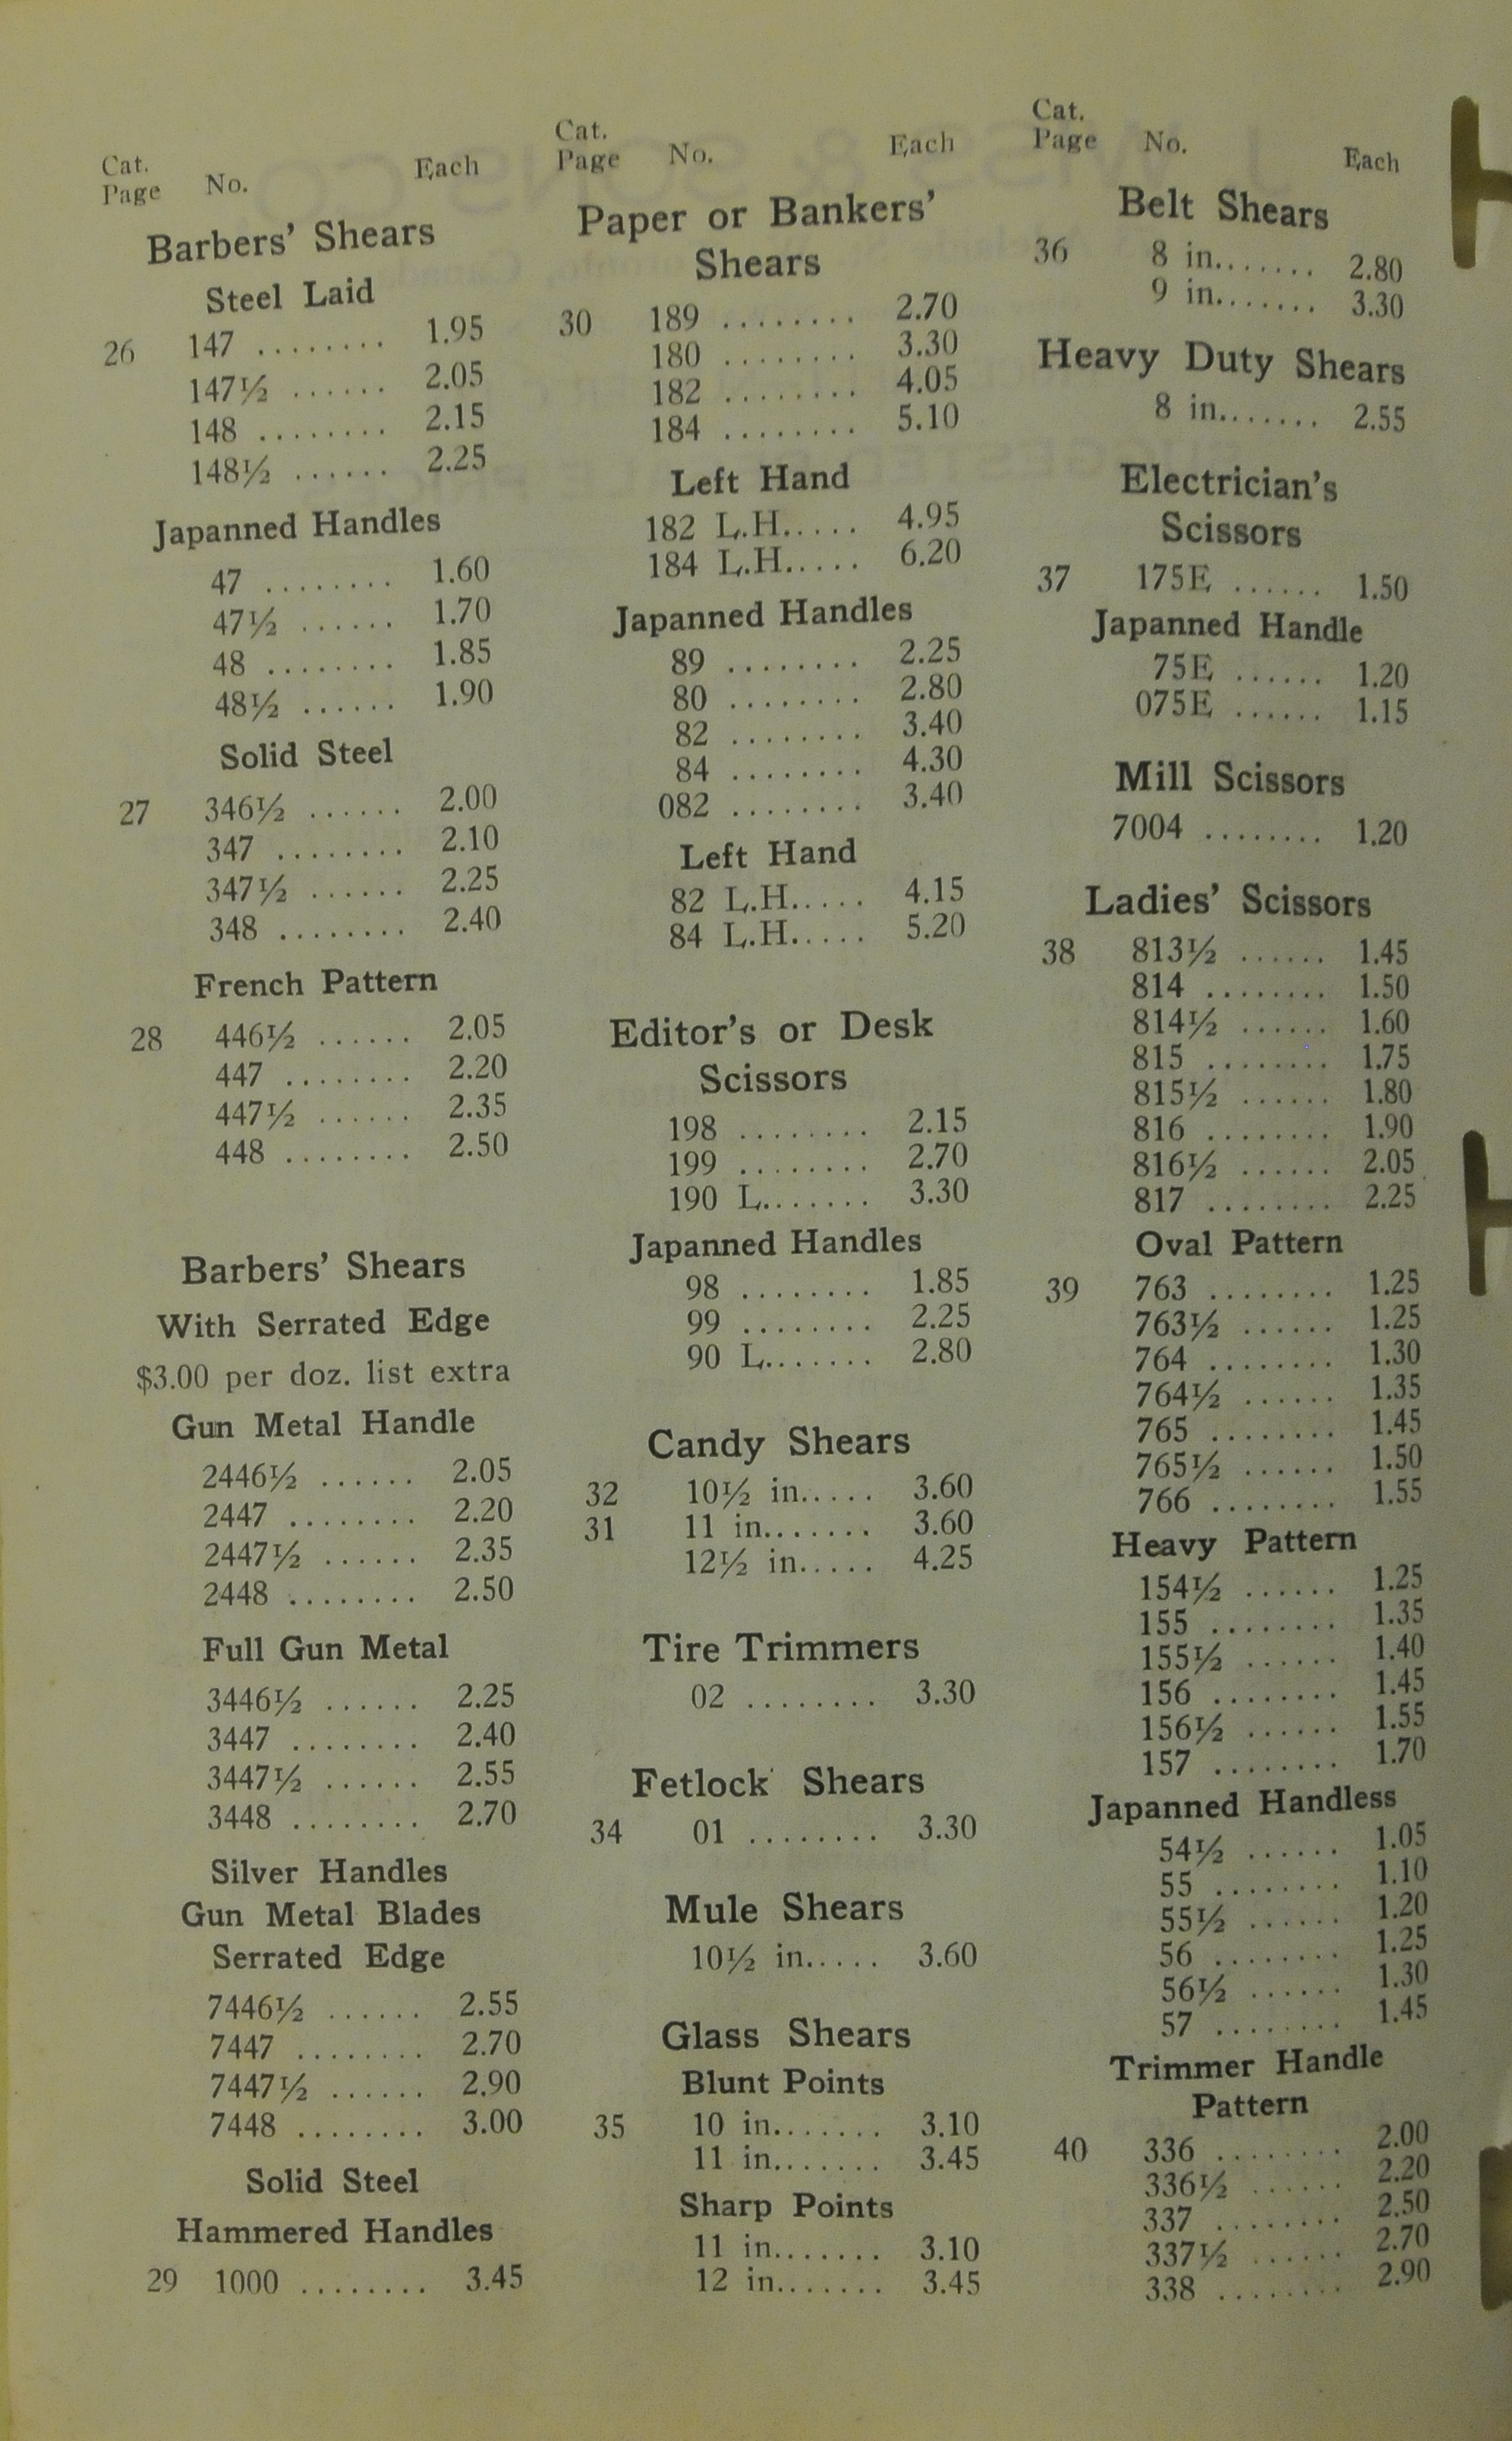 Cat.
Page No. Each
Barbers' Shears
Steel Laid
26 147 ........ 1.95
147½ ...... 2.05
148 ........ 2.15
148½ ...... 2.25
Japanned Handles
47 ........ 1.60
47½ ...... 1.70
48 ........ 1.85
48½ ...... 1.90
Solid Steel
27 346½ ...... 2.00
347 ........ 2.10
347½ ...... 2.25
348 ........ 2.40
French Pattern
28 446½ ...... 2.05
447 ........ 2.20
447½ ...... 2.35
448 ........ 2.50
Barbers' Shears
With Serrated Edge
$3.00 per doz. list extra
Gun Metal Handle
2446½ ...... 2.05
2447 ........ 2.20
2447½ ...... 2.35
2448 ........ 2.50
Full Gun Metal
3446½ ...... 2.25
3447 ........ 2.40
3447½ ...... 2.55
3448 ........ 2.70
Silver Handles
Gun Metal Blades
Serrated Edge
7446½ ...... 2.55
7447 ........ 2.70
7447½ ...... 2.90
7448 ........ 3.00
Solid Steel
Hammered Handles
29 1000 ........ 3.45
Cat.
Page No. Each
Paper or Bankers'
Shears
30 189 ........ 2.70
180 ........ 3.30
182 ........ 4.05
184 ........ 5.10
Left Hand
182 L.H..... 4.95
184 L.H..... 6.20
Japanned Handles
89 ........ 2.25
80 ........ 2.80
82 ........ 3.40
84 ........ 4.30
082 ........ 3.40
Left Hand
82 L.H..... 4.15
84 L.H..... 5.20
Editor's or Desk
Scissors
198 ........ 2.15
199 ........ 2.70
190 L....... 3.30
Japanned Handles
98 ........ 1.85
99 ........ 2.25
90 L....... 2.80
Candy Shears
32 10½ in..... 3.60
31 11 in....... 3.60
12½ in..... 4.25
Tire Trimmers
02 ........ 3.30
Fetlock Shears
34 01 ........ 3.30
Mule Shears
10½ in..... 3.60
Glass Shears
Blunt Points
35 10 in....... 3.10
11 in....... 3.45
Sharp Points
11 in....... 3.10
12 in....... 3.45
Cat.
Page No. Each
Belt Shears
36 8 in....... 2.80
9 in....... 3.30
Heavy Duty Shears
8 in....... 2.55
Electrician's
Scissors
37 175E ...... 1.50
Japanned Handle
75E ...... 1.20
075E ...... 1.15
Mill Scissors
7004 ........ 1.20
Ladies' Scissors
38 813½ ...... 1.45
814 ........ 1.50
814½ ...... 1.60
815 ........ 1.75
815½ ...... 1.80
816 ........ 1.90
816½ ...... 2.05
817 ........ 2.25
Oval Pattern
39 763 ........ 1.25
763½ ...... 1.25
764 ........ 1.30
764½ ...... 1.35
765 ........ 1.45
765½ ...... 1.50
766 ........ 1.55
Heavy Pattern
154½ ...... 1.25
155 ........ 1.35
155½ ...... 1.40
156 ........ 1.45
156½ ...... 1.55
157 ........ 1.70
Japanned Handless
54½ ...... 1.05
55 ........ 1.10
55½ ...... 1.20
56 ........ 1.25
56½ ...... 1.30
57 ........ 1.45
Trimmer Handle
Pattern
40 336 ........ 2.00
336½ ...... 2.20
337 ........ 2.50
337½ ...... 2.70
338 ........ 2.90